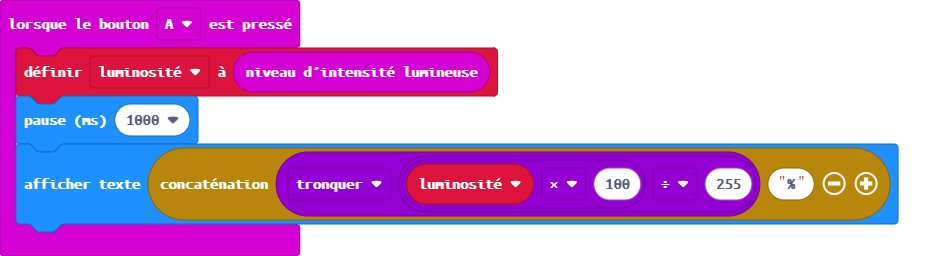 lorsque le bouton A est pressé
définir luminosité à niveau d'intensité lumineuse
pause (ms) 1000
afficher texte concaténation tronquer luminosité × 100 ÷ 255 "%"